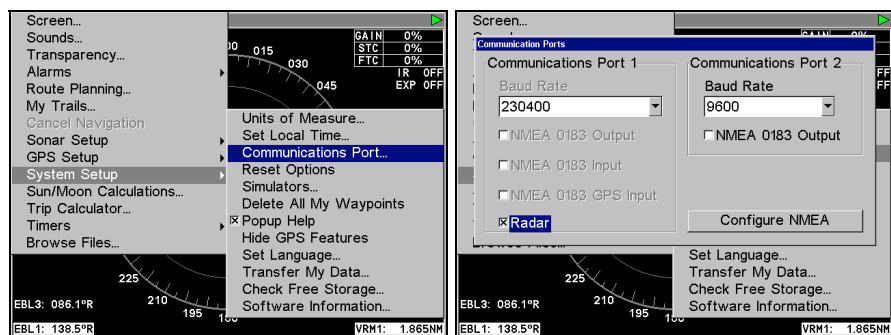 Screen...
Sounds...
Transparency...
Alarms
Route Planning...
My Trails...
Cancel Navigation
Sonar Setup
GPS Setup
System Setup
Sun/Moon Calculations...
Trip Calculator...
Timers
Browse Files...
GAIN 0%
STC 0%
FTC 0%
IR OFF
EXP OFF
015
030
045
Units of Measure...
Set Local Time...
Communications Port...
Reset Options
Simulators...
Delete All My Waypoints
Popup Help
Hide GPS Features
Set Language...
Transfer My Data...
Check Free Storage...
Software Information...
225
210
195
EBL3: 086.1°R
EBL1: 138.5°R
VRM1: 1.865NM
Screen...
Communication Ports
Communications Port 1
Baud Rate
230400
NMEA 0183 Output
NMEA 0183 Input
NMEA 0183 GPS Input
Radar
Communications Port 2
Baud Rate
9600
NMEA 0183 Output
Configure NMEA
Set Language...
Transfer My Data...
Check Free Storage...
Software Information...
225
210
195
EBL3: 086.1°R
EBL1: 138.5°R
VRM1: 1.865NM